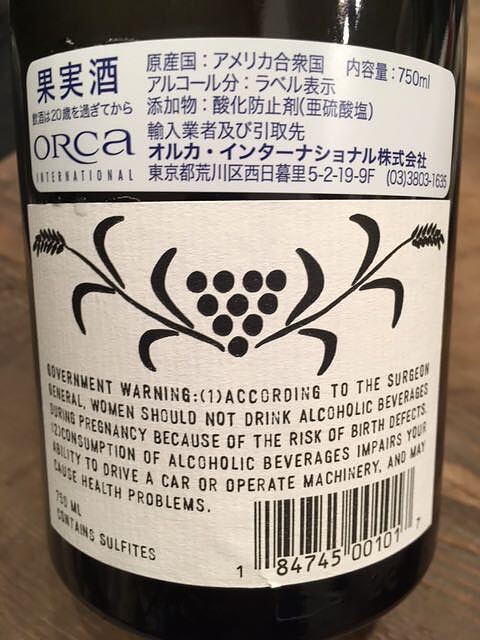 果実酒
飲酒は20歳を過ぎてから
ORCA
INTERNATIONAL
原産国：アメリカ合衆国 内容量：750ml
アルコール分：ラベル表示
添加物：酸化防止剤(亜硫酸塩)
輸入業者及び引取先
オルカ・インターナショナル株式会社
東京都荒川区西日暮里5-2-19-9F (03)3803-1635
GOVERNMENT WARNING:(1)ACCORDING TO THE SURGEON
GENERAL, WOMEN SHOULD NOT DRINK ALCOHOLIC BEVERAGES
DURING PREGNANCY BECAUSE OF THE RISK OF BIRTH DEFECTS.
(2)CONSUMPTION OF ALCOHOLIC BEVERAGES IMPAIRS YOUR
ABILITY TO DRIVE A CAR OR OPERATE MACHINERY, AND MAY
CAUSE HEALTH PROBLEMS.
750 ML
CONTAINS SULFITES
1 84745 00101 7